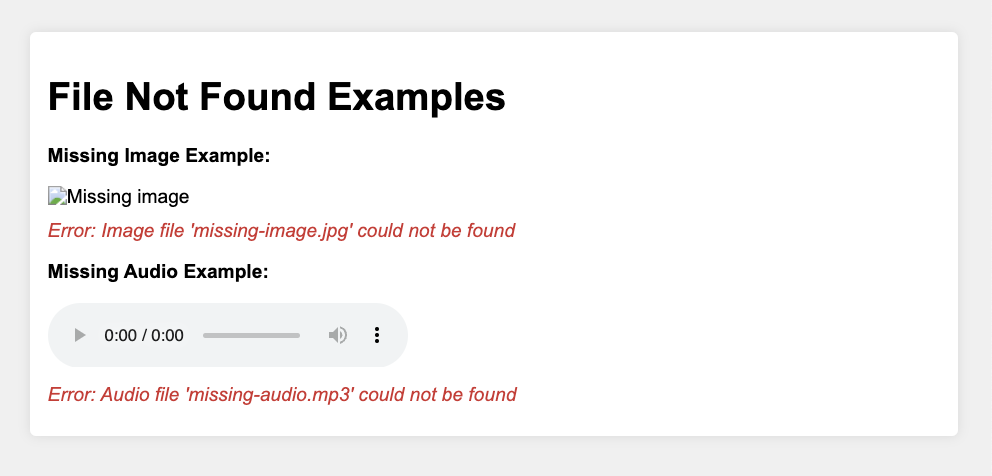 File Not Found Examples
Missing Image Example:
Missing image
Error: Image file 'missing-image.jpg' could not be found
Missing Audio Example:
0:00 / 0:00
Error: Audio file 'missing-audio.mp3' could not be found